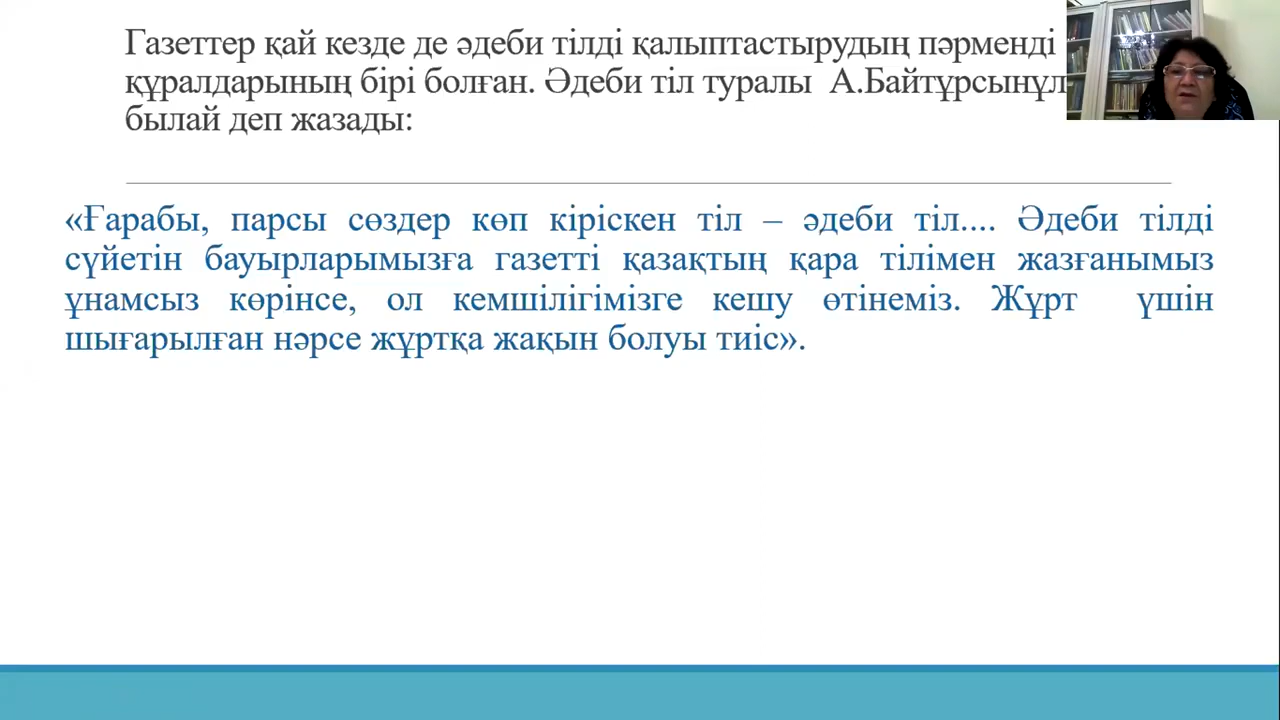 Газеттер қай кезде де әдеби тілді қалыптастырудың пәрменді
құралдарының бірі болған. Әдеби тіл туралы А.Байтұрсынұл
былай деп жазады:
«Ғарабы, парсы сөздер көп кіріскен тіл – әдеби тіл.... Әдеби тілді
сүйетін бауырларымызға газетті қазақтың қара тілімен жазғанымыз
ұнамсыз көрінсе, ол кемшілігімізге кешу өтінеміз. Жұрт үшін
шығарылған нәрсе жұртқа жақын болуы тиіс».